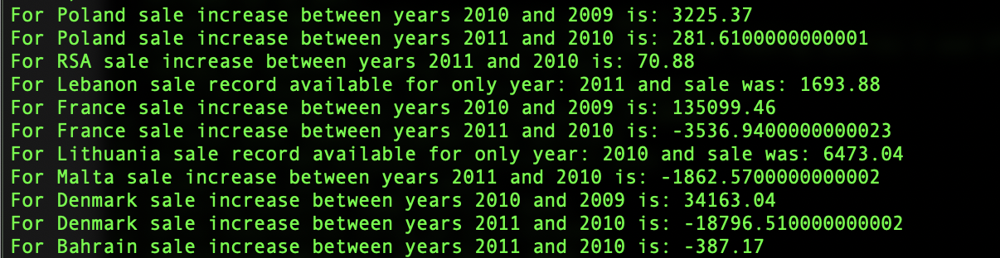 For Poland sale increase between years 2010 and 2009 is: 3225.37
For Poland sale increase between years 2011 and 2010 is: 281.6100000000001
For RSA sale increase between years 2011 and 2010 is: 70.88
For Lebanon sale record available for only year: 2011 and sale was: 1693.88
For France sale increase between years 2010 and 2009 is: 135099.46
For France sale increase between years 2011 and 2010 is: -3536.9400000000023
For Lithuania sale record available for only year: 2010 and sale was: 6473.04
For Malta sale increase between years 2011 and 2010 is: -1862.5700000000002
For Denmark sale increase between years 2010 and 2009 is: 34163.04
For Denmark sale increase between years 2011 and 2010 is: -18796.510000000002
For Bahrain sale increase between years 2011 and 2010 is: -387.17